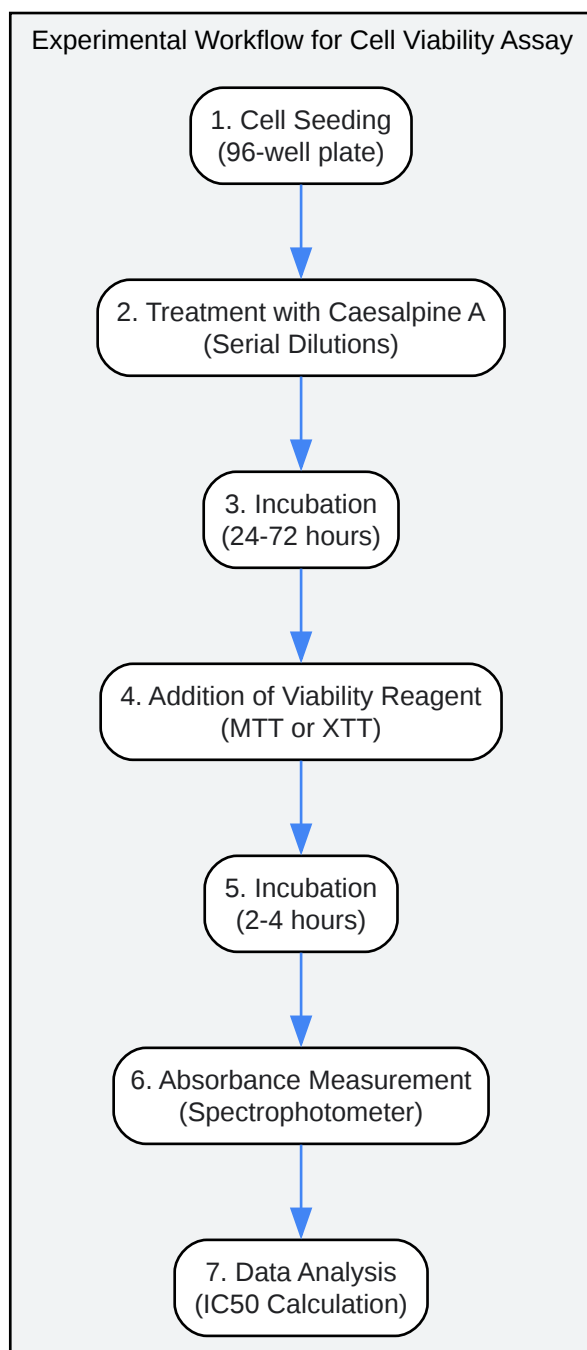 Experimental Workflow for Cell Viability Assay
1. Cell Seeding
(96-well plate)
2. Treatment with Caesalpine A
(Serial Dilutions)
3. Incubation
(24-72 hours)
4. Addition of Viability Reagent
(MTT or XTT)
5. Incubation
(2-4 hours)
6. Absorbance Measurement
(Spectrophotometer)
7. Data Analysis
(IC50 Calculation)